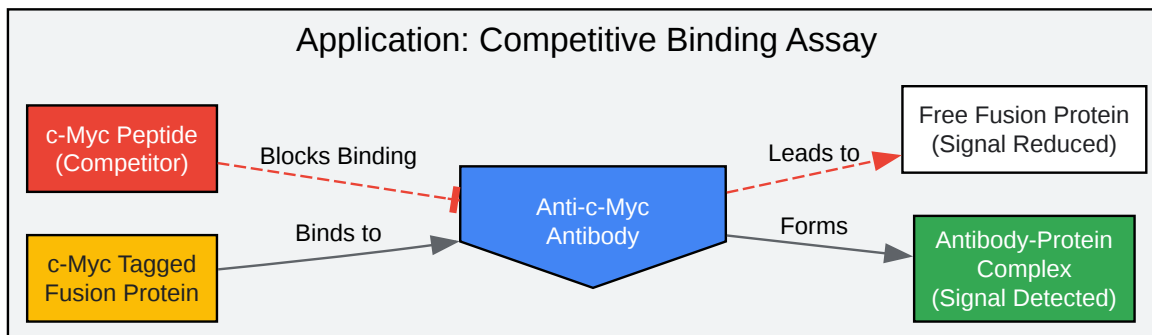 Application: Competitive Binding Assay
c-Myc Peptide
(Competitor)
Blocks Binding
Leads to
Free Fusion Protein
(Signal Reduced)
Anti-c-Myc
Antibody
c-Myc Tagged
Fusion Protein
Binds to
Forms
Antibody-Protein
Complex
(Signal Detected)